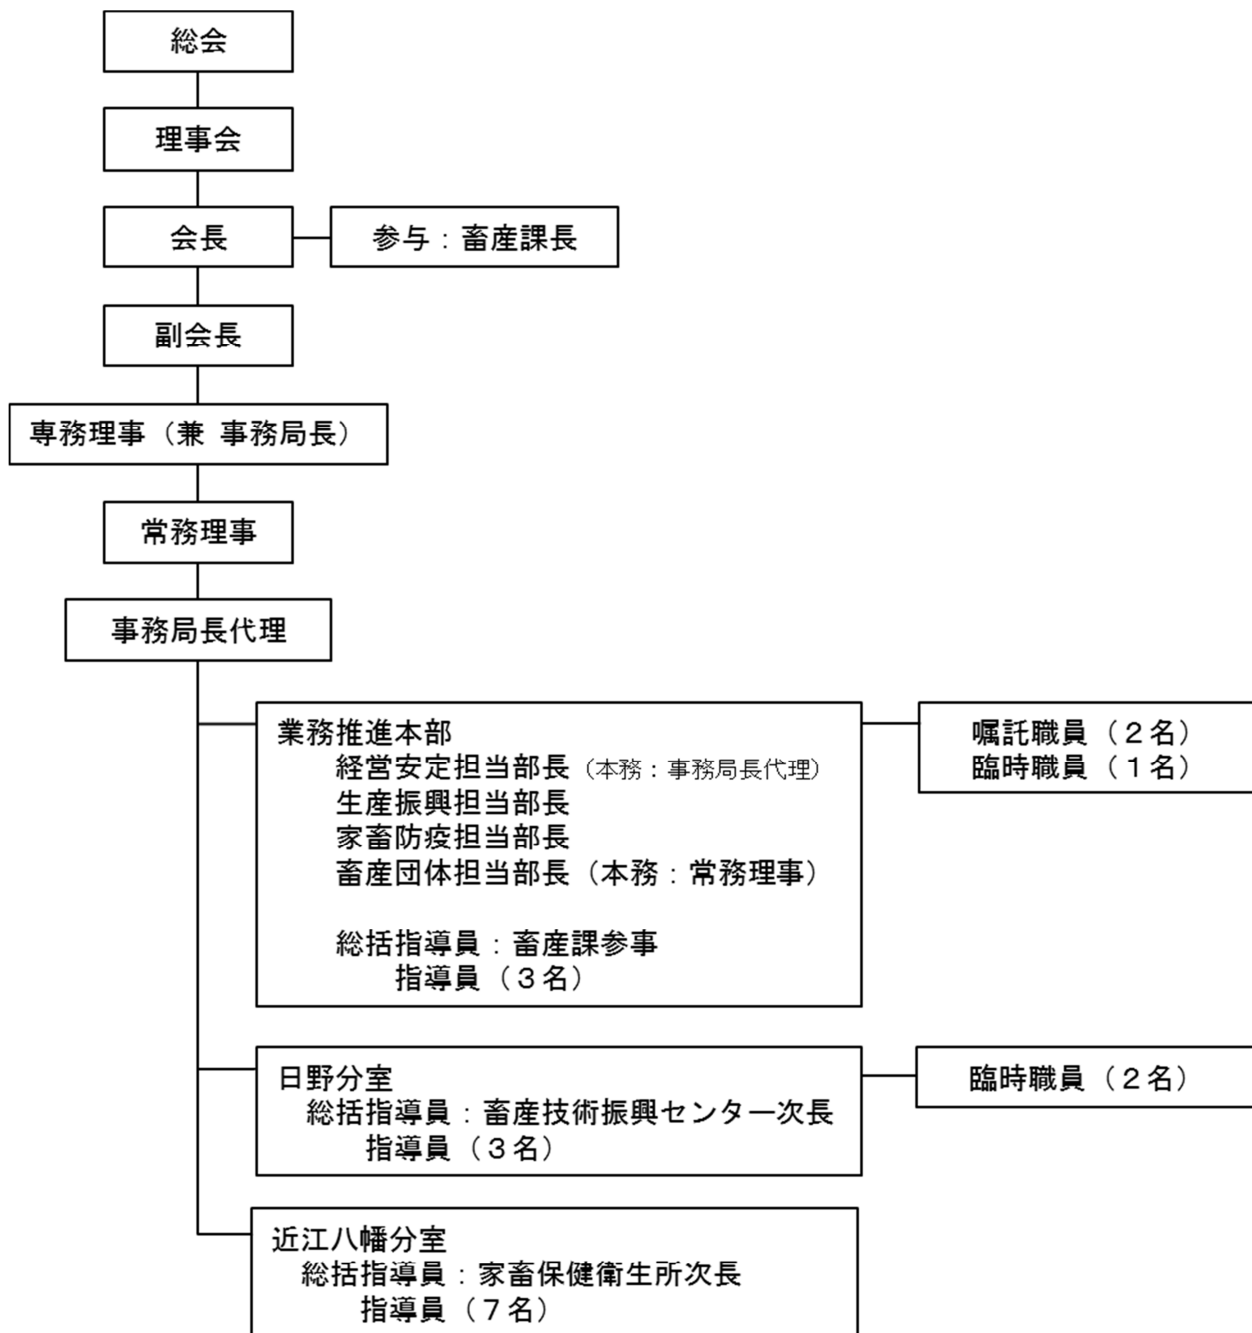 総会
理事会
会長
参与：畜産課長
副会長
専務理事（兼 事務局長）
常務理事
事務局長代理
業務推進本部
経営安定担当部長（本務：事務局長代理）
生産振興担当部長
家畜防疫担当部長
畜産団体担当部長（本務：常務理事）
総括指導員：畜産課参事
指導員（３名）
嘱託職員（２名）
臨時職員（１名）
日野分室
総括指導員：畜産技術振興センター次長
指導員（３名）
臨時職員（２名）
近江八幡分室
総括指導員：家畜保健衛生所次長
指導員（７名）